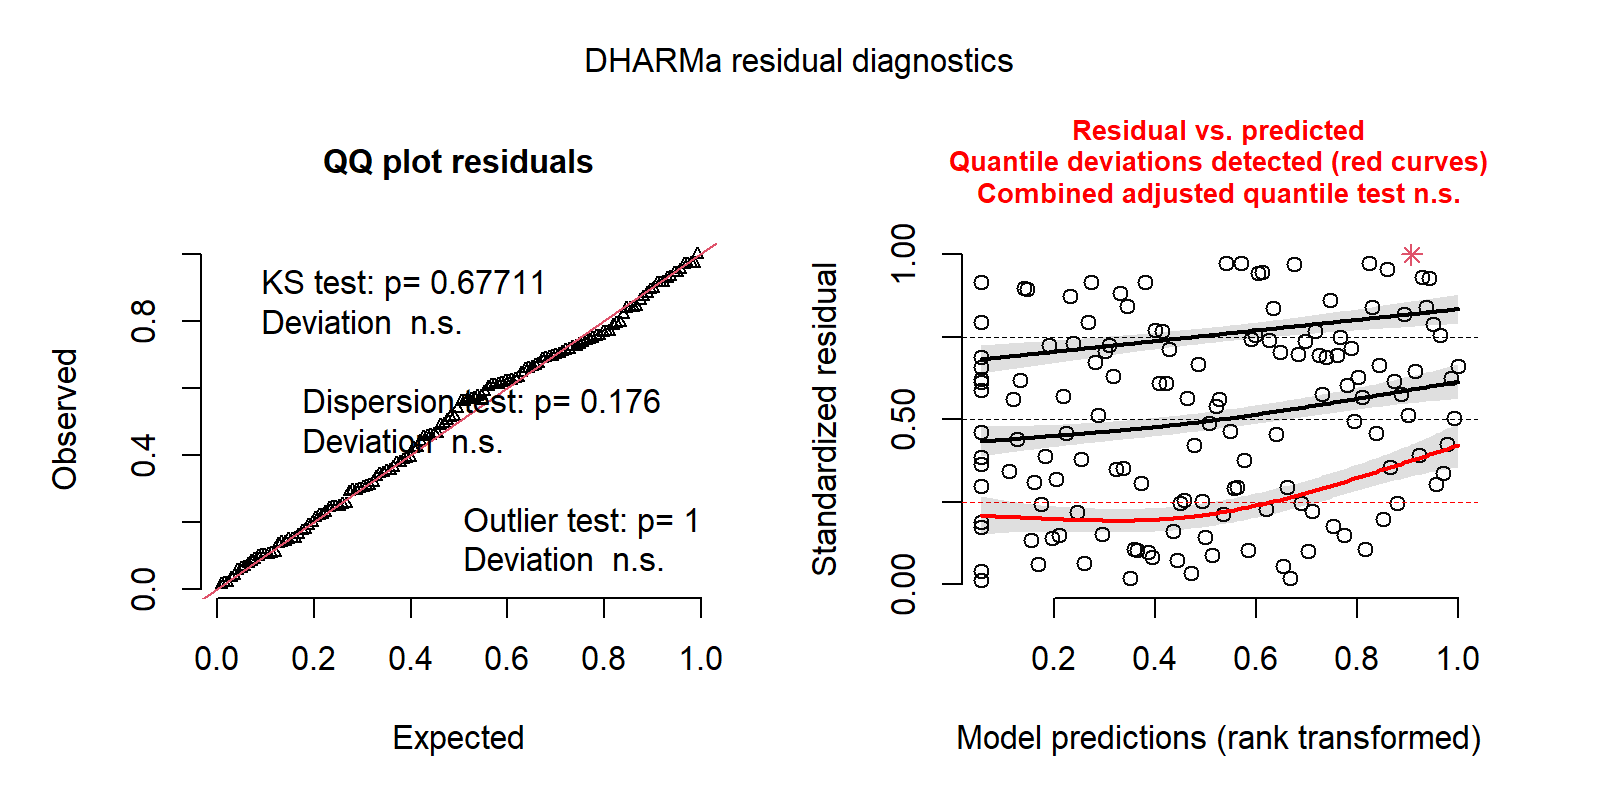 DHARMa residual diagnostics
QQ plot residuals
KS test: p= 0.67711
Deviation n.s.
Dispersion test: p= 0.176
Deviation n.s.
Outlier test: p= 1
Deviation n.s.
Observed
0.0
0.4
0.8
0.0 0.2 0.4 0.6 0.8 1.0
Expected
Residual vs. predicted
Quantile deviations detected (red curves)
Combined adjusted quantile test n.s.
Standardized residual
0.00
0.50
1.00
0.2 0.4 0.6 0.8 1.0
Model predictions (rank transformed)